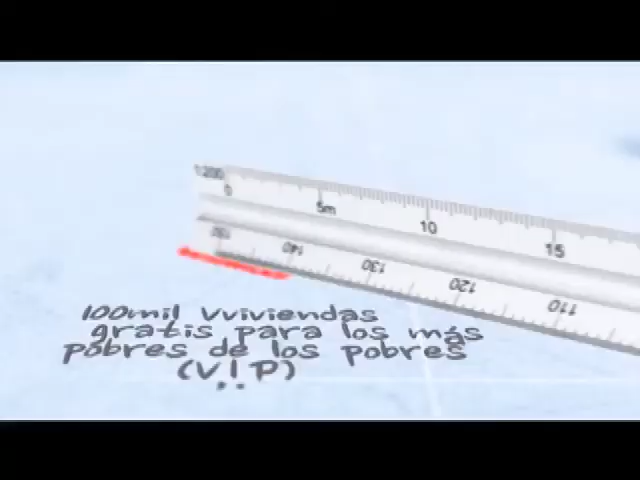 1:200
0
5m
10
15
150
140
130
120
110
100mil Vviviendas
gratis para los más
pobres de los pobres
(V.I.P)